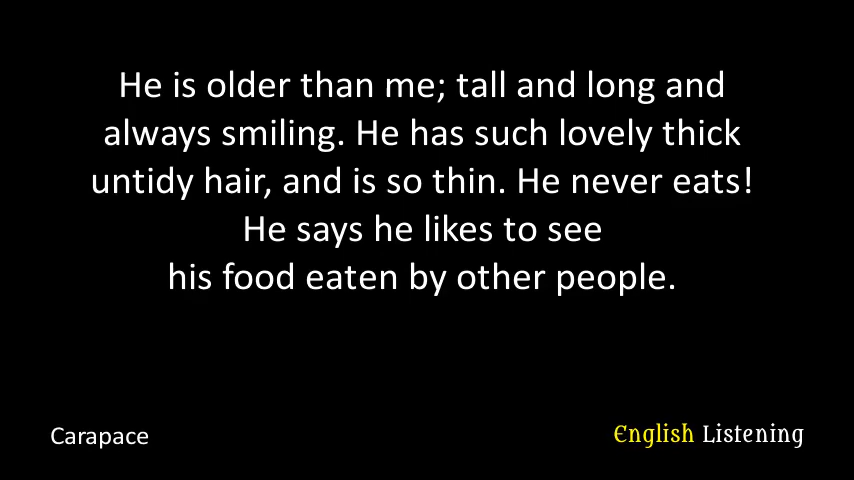 He is older than me; tall and long and
always smiling. He has such lovely thick
untidy hair, and is so thin. He never eats!
He says he likes to see
his food eaten by other people.
Carapace
English Listening